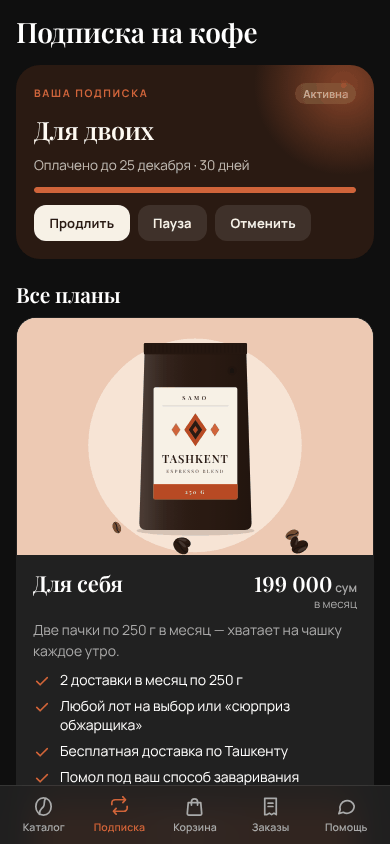 Подписка на кофе
ВАША ПОДПИСКА
Активна
Для двоих
Оплачено до 25 декабря · 30 дней
Продлить
Пауза
Отменить
Все планы
SAMO
TASHKENT
ESPRESSO BLEND
250 G
Для себя
199 000 сум
в месяц
Две пачки по 250 г в месяц — хватает на чашку
каждое утро.
2 доставки в месяц по 250 г
Любой лот на выбор или «сюрприз
обжарщика»
Бесплатная доставка по Ташкенту
Помол под ваш способ заваривания
Каталог
Подписка
Корзина
Заказы
Помощь